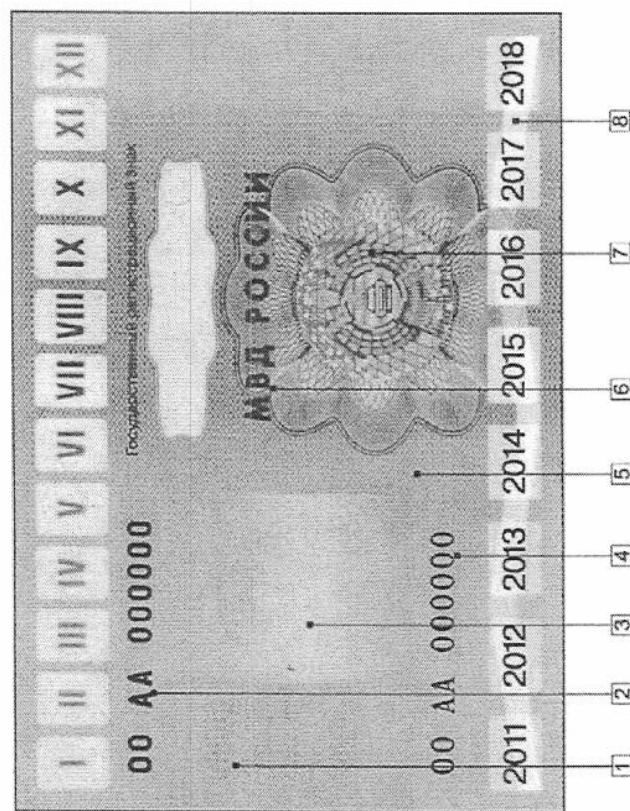 I II III IV V VI VII VIII IX X XI XII
Государственный регистрационный знак
00 АА 000000
МВД РОССИИ
00 АА 000000
2011 2012 2013 2014 2015 2016 2017 2018
1 2 3 4 5 6 7 8